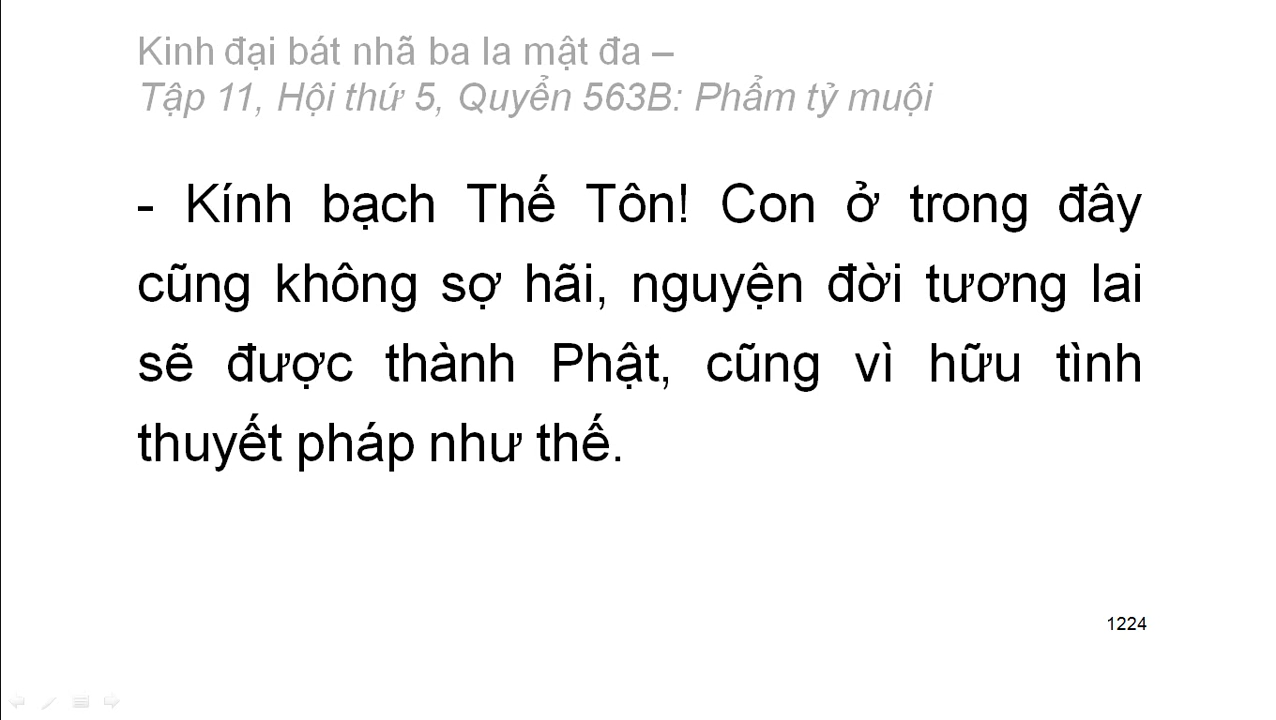 Kinh đại bát nhã ba la mật đa –
Tập 11, Hội thứ 5, Quyển 563B: Phẩm tỷ muội
- Kính bạch Thế Tôn! Con ở trong đây
cũng không sợ hãi, nguyện đời tương lai
sẽ được thành Phật, cũng vì hữu tình
thuyết pháp như thế.
1224